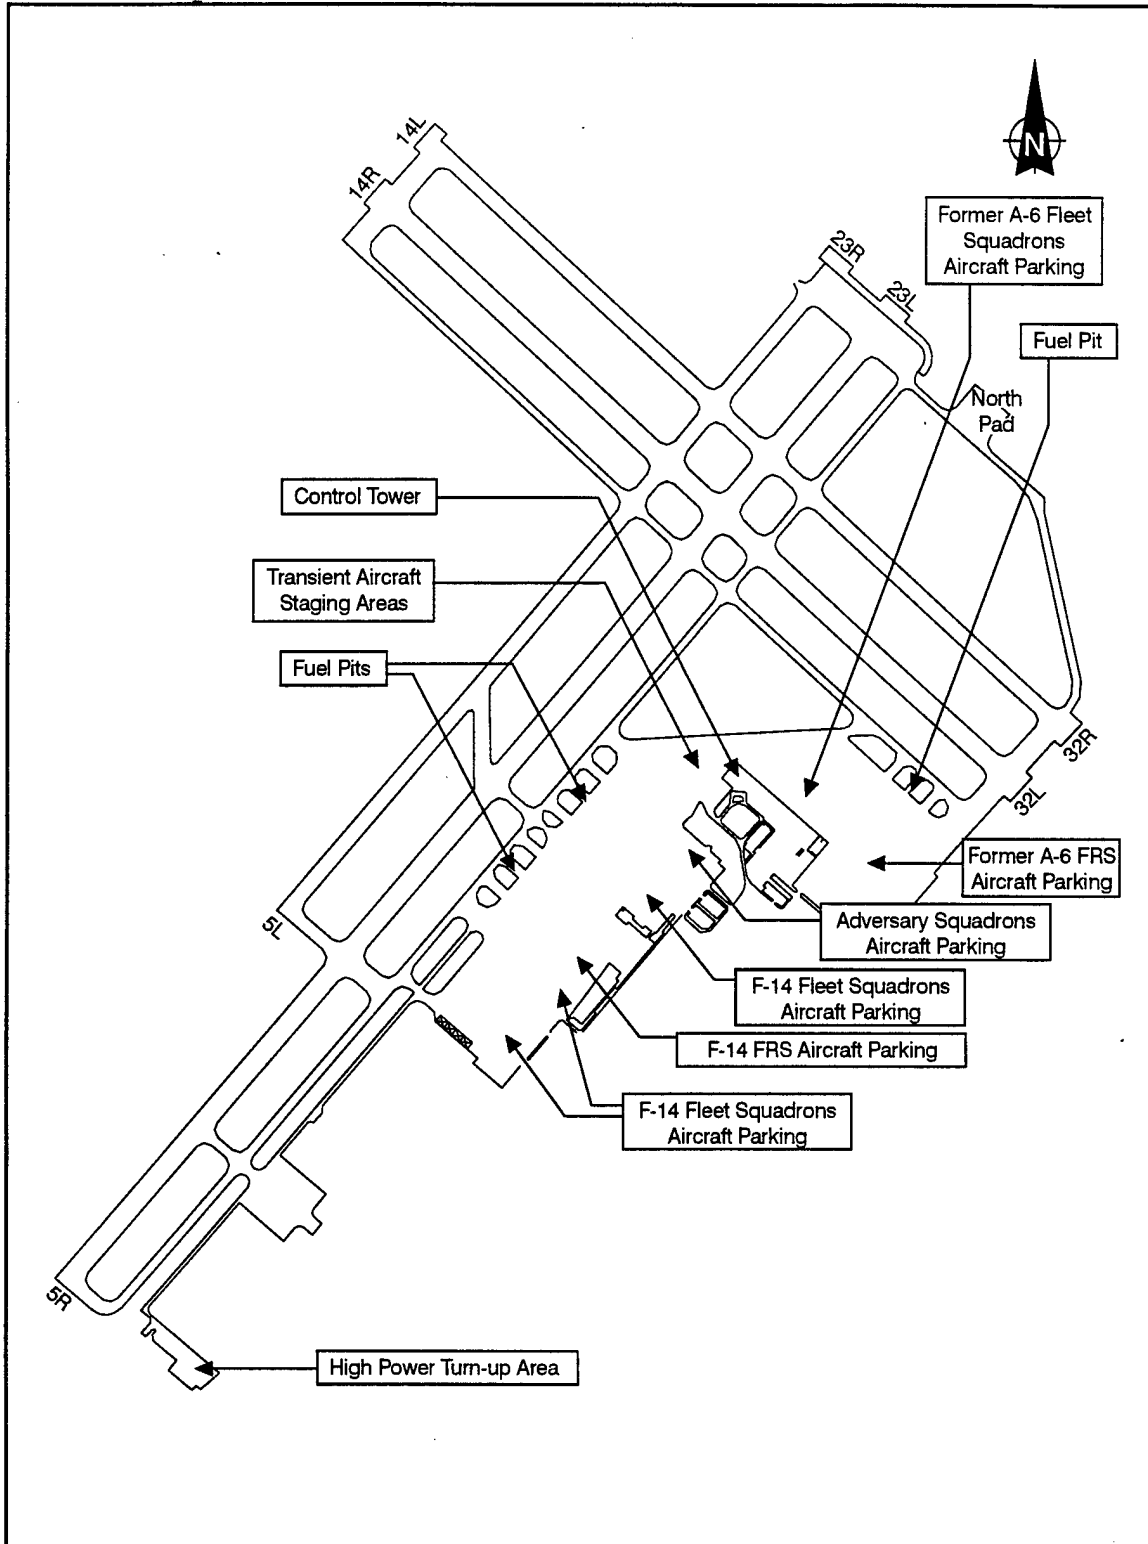 14L
14R
N
Former A-6 Fleet
Squadrons
Aircraft Parking
23R
23L
Fuel Pit
North
Pad
Control Tower
Transient Aircraft
Staging Areas
Fuel Pits
32R
32L
Former A-6 FRS
Aircraft Parking
5L
Adversary Squadrons
Aircraft Parking
F-14 Fleet Squadrons
Aircraft Parking
F-14 FRS Aircraft Parking
F-14 Fleet Squadrons
Aircraft Parking
5R
High Power Turn-up Area